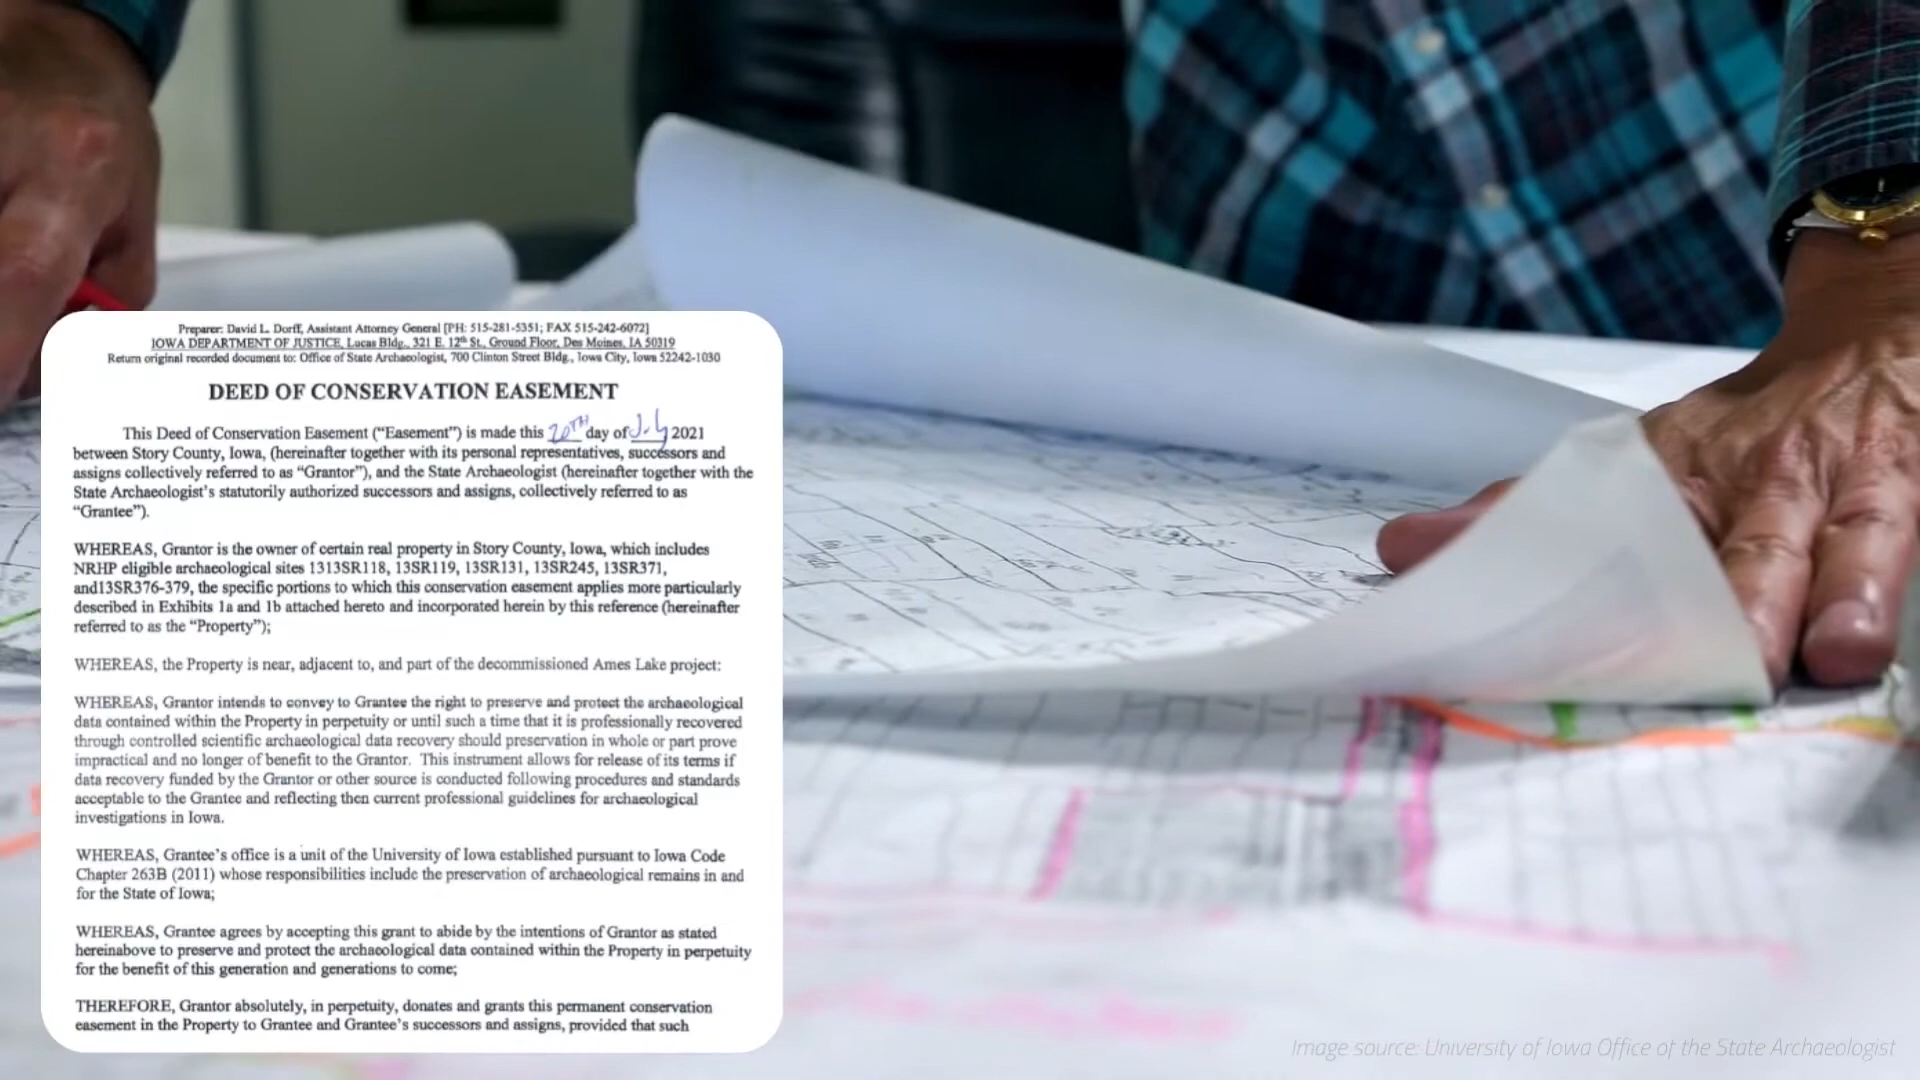 Preparer: David L. Dorff, Assistant Attorney General [PH: 515-281-5351; FAX 515-242-6072]
IOWA DEPARTMENT OF JUSTICE, Lucas Bldg., 321 E. 12th St., Ground Floor, Des Moines, IA 50319
Return original recorded document to: Office of State Archaeologist, 700 Clinton Street Bldg., Iowa City, Iowa 52242-1030
DEED OF CONSERVATION EASEMENT
This Deed of Conservation Easement (“Easement”) is made this 20TH day of July 2021
between Story County, Iowa, (hereinafter together with its personal representatives, successors and
assigns collectively referred to as “Grantor”), and the State Archaeologist (hereinafter together with the
State Archaeologist’s statutorily authorized successors and assigns, collectively referred to as
“Grantee”).
WHEREAS, Grantor is the owner of certain real property in Story County, Iowa, which includes
NRHP eligible archaeological sites 1313SR118, 13SR119, 13SR131, 13SR245, 13SR371,
and13SR376-379, the specific portions to which this conservation easement applies more particularly
described in Exhibits 1a and 1b attached hereto and incorporated herein by this reference (hereinafter
referred to as the “Property”);
WHEREAS, the Property is near, adjacent to, and part of the decommissioned Ames Lake project:
WHEREAS, Grantor intends to convey to Grantee the right to preserve and protect the archaeological
data contained within the Property in perpetuity or until such a time that it is professionally recovered
through controlled scientific archaeological data recovery should preservation in whole or part prove
impractical and no longer of benefit to the Grantor. This instrument allows for release of its terms if
data recovery funded by the Grantor or other source is conducted following procedures and standards
acceptable to the Grantee and reflecting then current professional guidelines for archaeological
investigations in Iowa.
WHEREAS, Grantee’s office is a unit of the University of Iowa established pursuant to Iowa Code
Chapter 263B (2011) whose responsibilities include the preservation of archaeological remains in and
for the State of Iowa;
WHEREAS, Grantee agrees by accepting this grant to abide by the intentions of Grantor as stated
hereinabove to preserve and protect the archaeological data contained within the Property in perpetuity
for the benefit of this generation and generations to come;
THEREFORE, Grantor absolutely, in perpetuity, donates and grants this permanent conservation
easement in the Property to Grantee and Grantee’s successors and assigns, provided that such
Image source: University of Iowa Office of the State Archaeologist